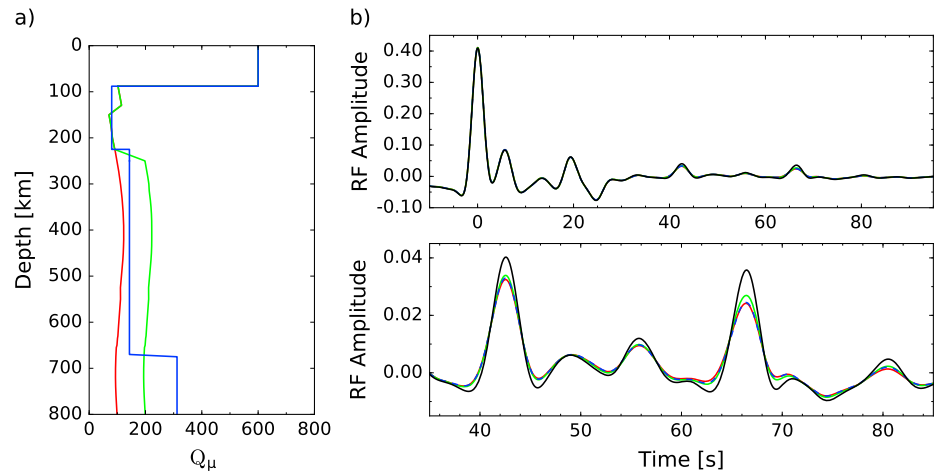 a)
0
100
200
300
400
500
600
700
800
Depth [km]
0 200 400 600 800
Qμ
b)
0.40
0.30
0.20
0.10
0.00
-0.10
RF Amplitude
0 20 40 60 80
0.04
0.02
0.00
RF Amplitude
40 50 60 70 80
Time [s]